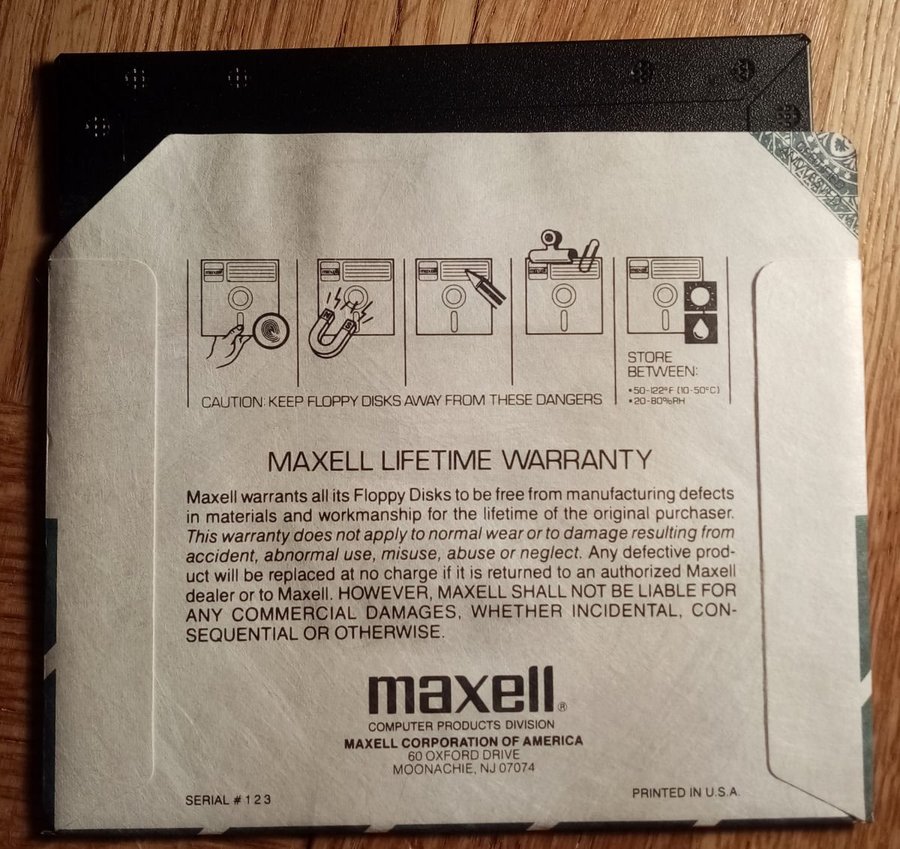 STORE
BETWEEN:
•50-122°F (10-50°C)
•20-80%RH
CAUTION: KEEP FLOPPY DISKS AWAY FROM THESE DANGERS
MAXELL LIFETIME WARRANTY
Maxell warrants all its Floppy Disks to be free from manufacturing defects
in materials and workmanship for the lifetime of the original purchaser.
This warranty does not apply to normal wear or to damage resulting from
accident, abnormal use, misuse, abuse or neglect. Any defective prod-
uct will be replaced at no charge if it is returned to an authorized Maxell
dealer or to Maxell. HOWEVER, MAXELL SHALL NOT BE LIABLE FOR
ANY COMMERCIAL DAMAGES, WHETHER INCIDENTAL, CON-
SEQUENTIAL OR OTHERWISE.
maxell®
COMPUTER PRODUCTS DIVISION
MAXELL CORPORATION OF AMERICA
60 OXFORD DRIVE
MOONACHIE, NJ 07074
SERIAL # 1 2 3
PRINTED IN U.S.A.